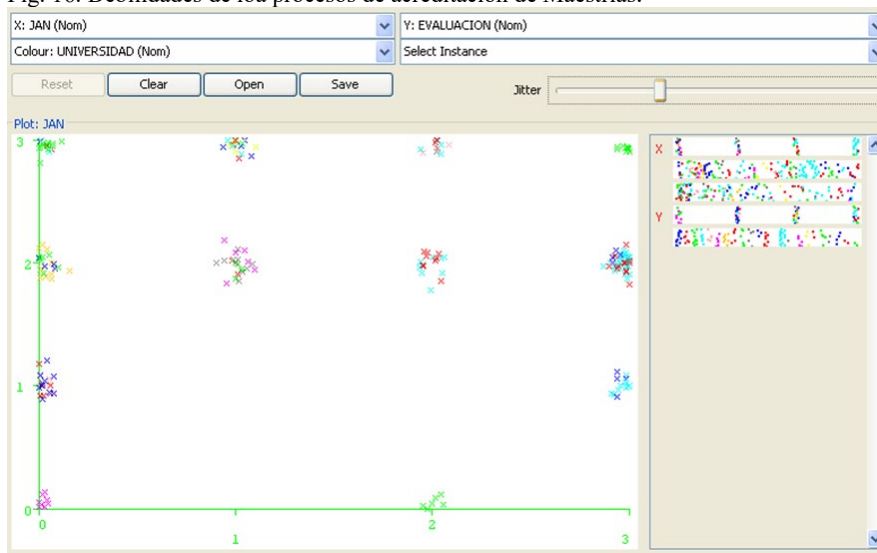 Fig. 16. Debilidades de loa procesos de acreditación de Maestrías.
X: JAN (Nom)
Y: EVALUACION (Nom)
Colour: UNIVERSIDAD (Nom)
Select Instance
Reset Clear Open Save Jitter
Plot: JAN
3
2
1
0
0 1 2 3
X
Y